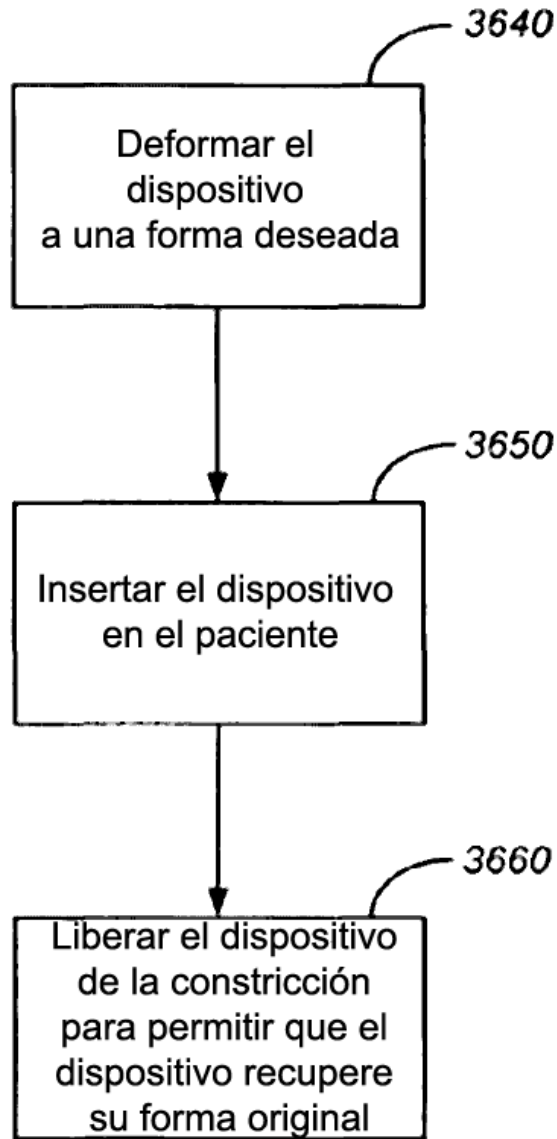 3640
Deformar el
dispositivo
a una forma deseada
3650
Insertar el dispositivo
en el paciente
3660
Liberar el dispositivo
de la constricción
para permitir que el
dispositivo recupere
su forma original